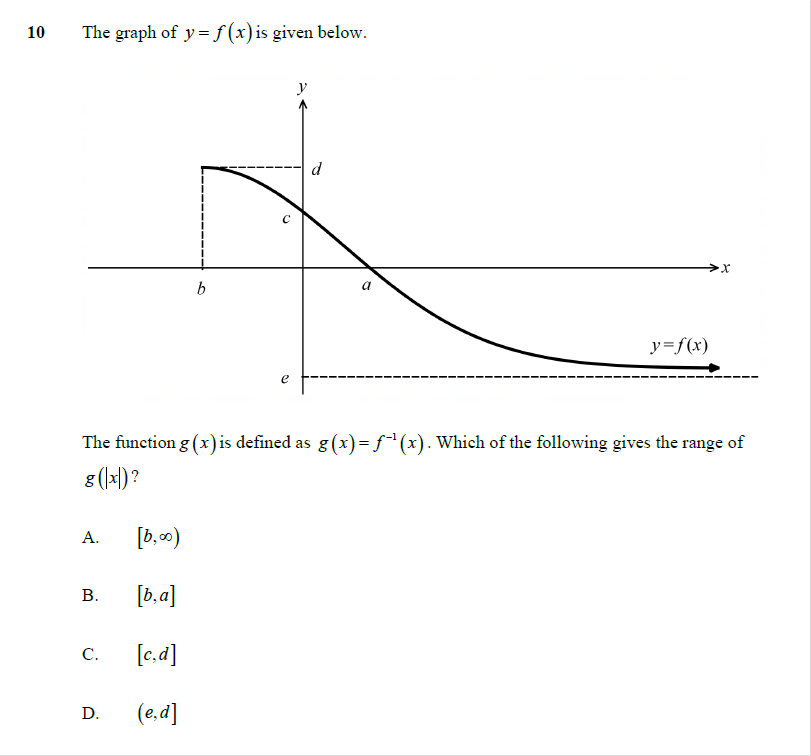 10 The graph of y = f(x) is given below.
y
d
c
x
b
a
y=f(x)
e
The function g(x) is defined as g(x) = f⁻¹(x). Which of the following gives the range of
g(|x|)?
A. [b,∞)
B. [b,a]
C. [c,d]
D. (e,d]